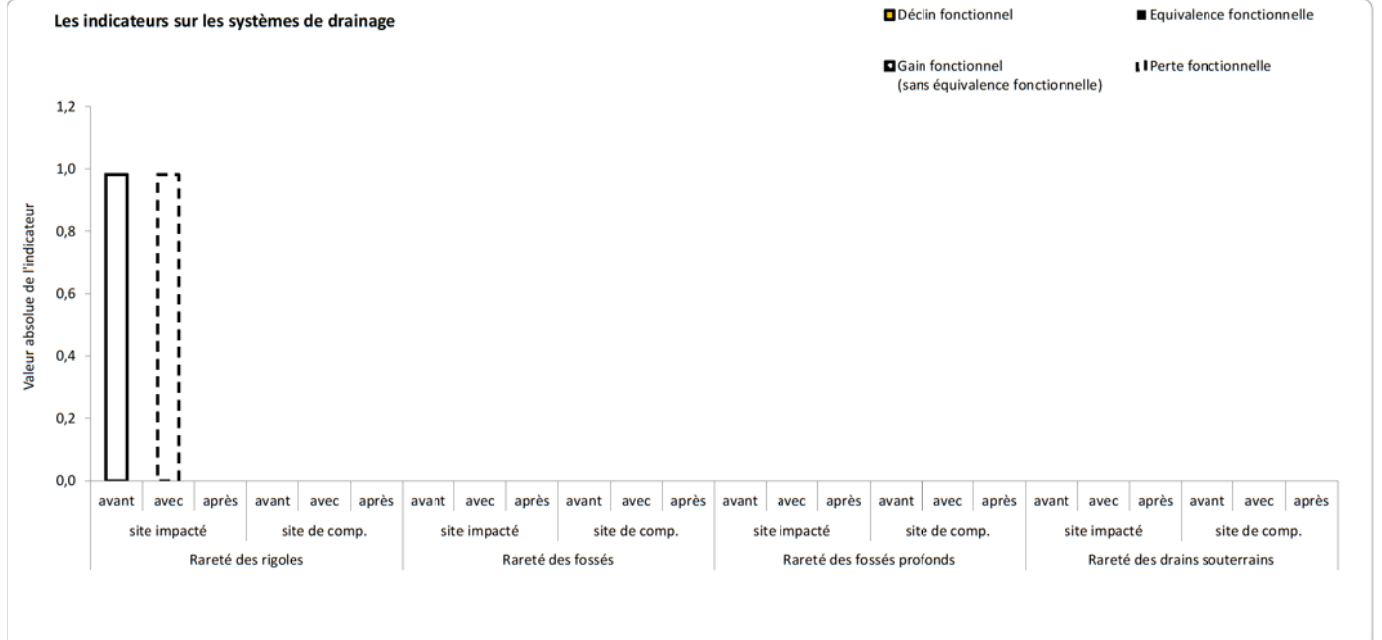 Les indicateurs sur les systèmes de drainage
Déclin fonctionnel
Equivalence fonctionnelle
Gain fonctionnel
(sans équivalence fonctionnelle)
Perte fonctionnelle
Valeur absolue de l'indicateur
1,2
1,0
0,8
0,6
0,4
0,2
0,0
avant avec après avant avec après avant avec après avant avec après avant avec après avant avec après avant avec après avant avec après
site impacté site de comp. site impacté site de comp. site impacté site de comp. site impacté site de comp.
Rareté des rigoles Rareté des fossés Rareté des fossés profonds Rareté des drains souterrains